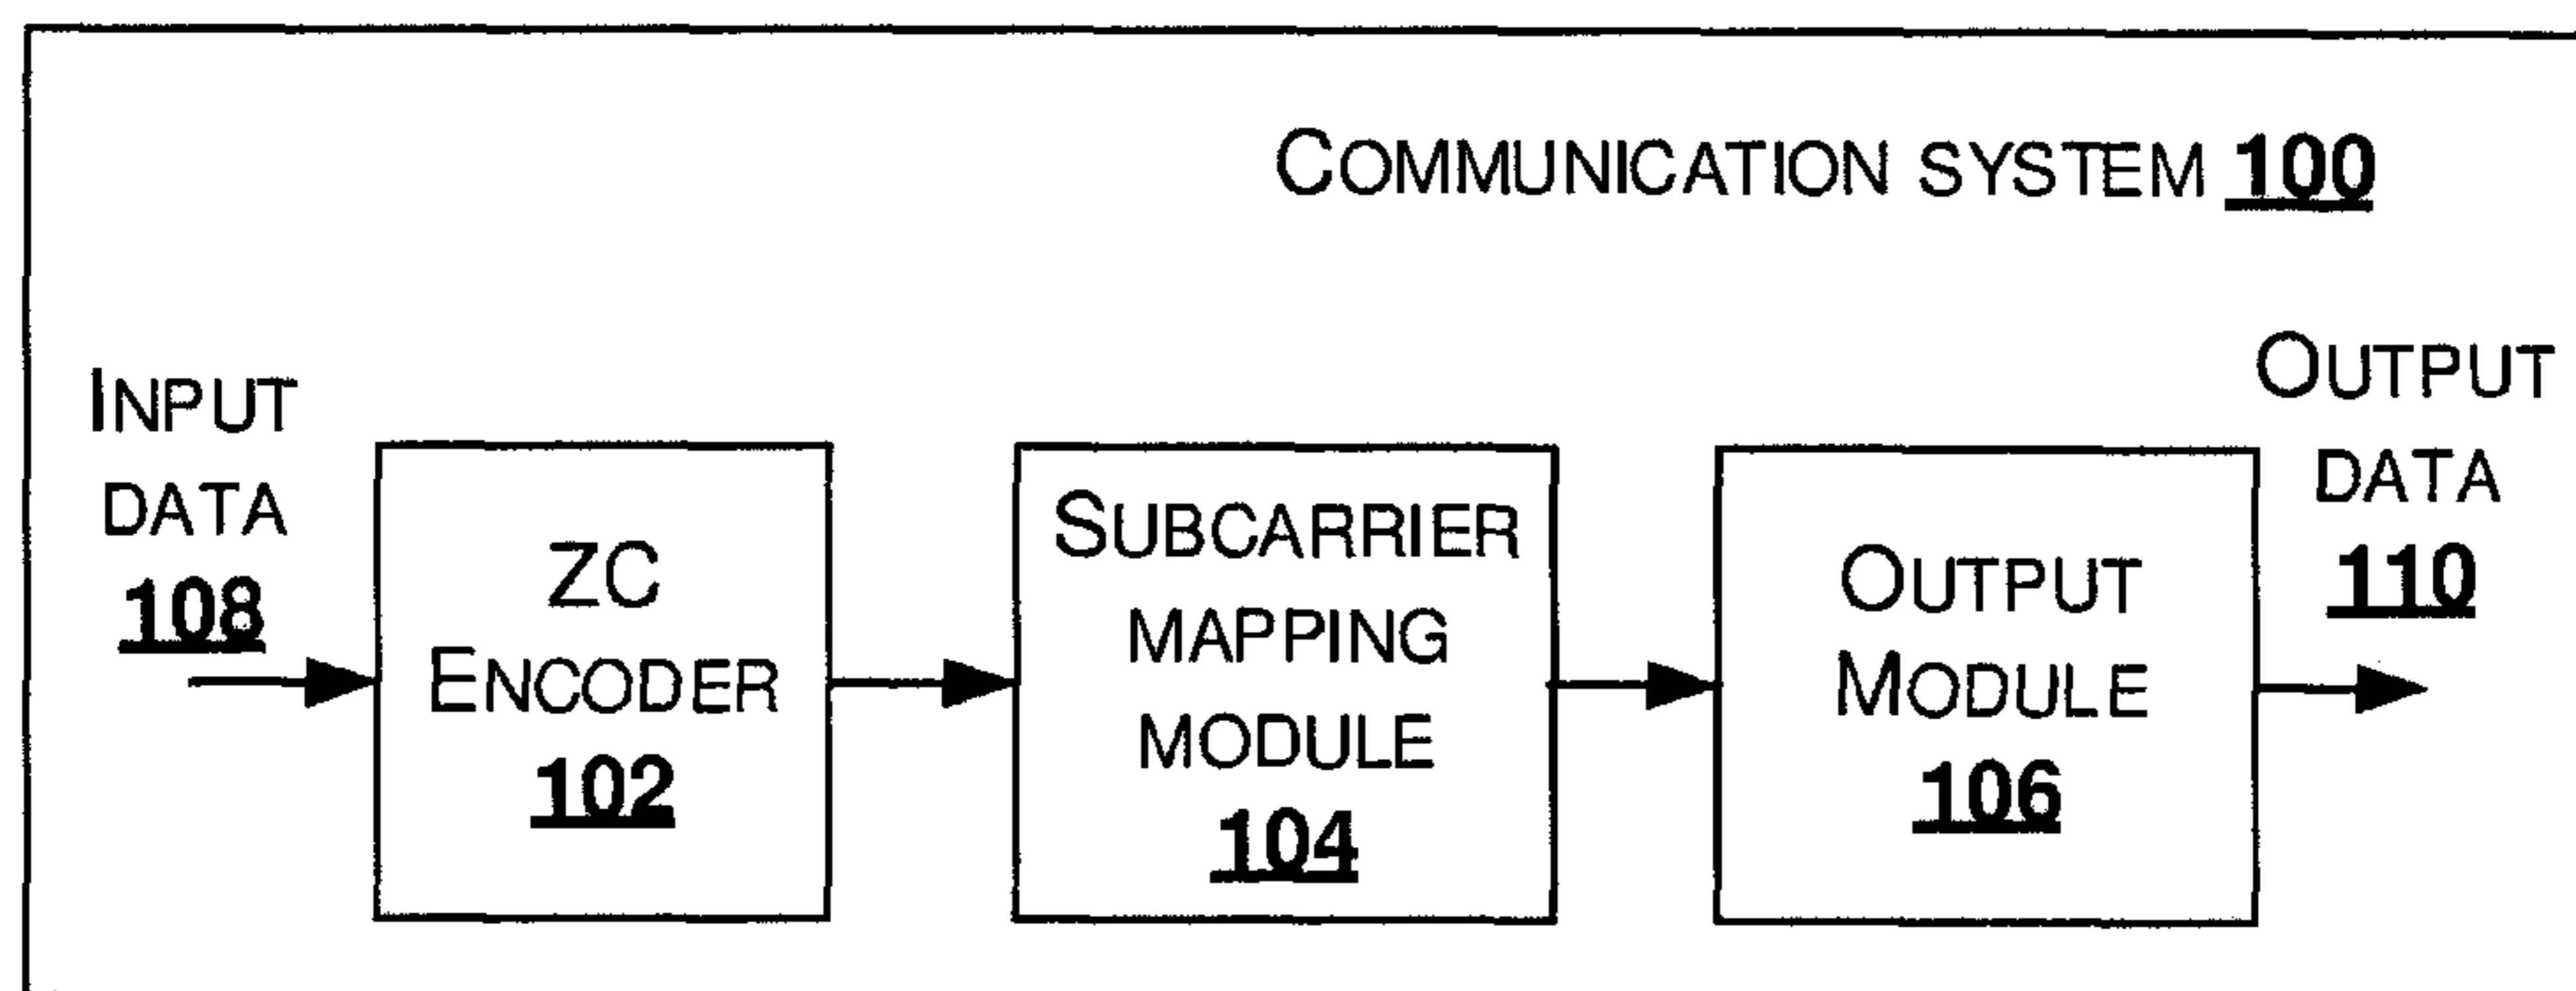 COMMUNICATION SYSTEM 100
INPUT
DATA
108
ZC
ENCODER
102
SUBCARRIER
MAPPING
MODULE
104
OUTPUT
MODULE
106
OUTPUT
DATA
110